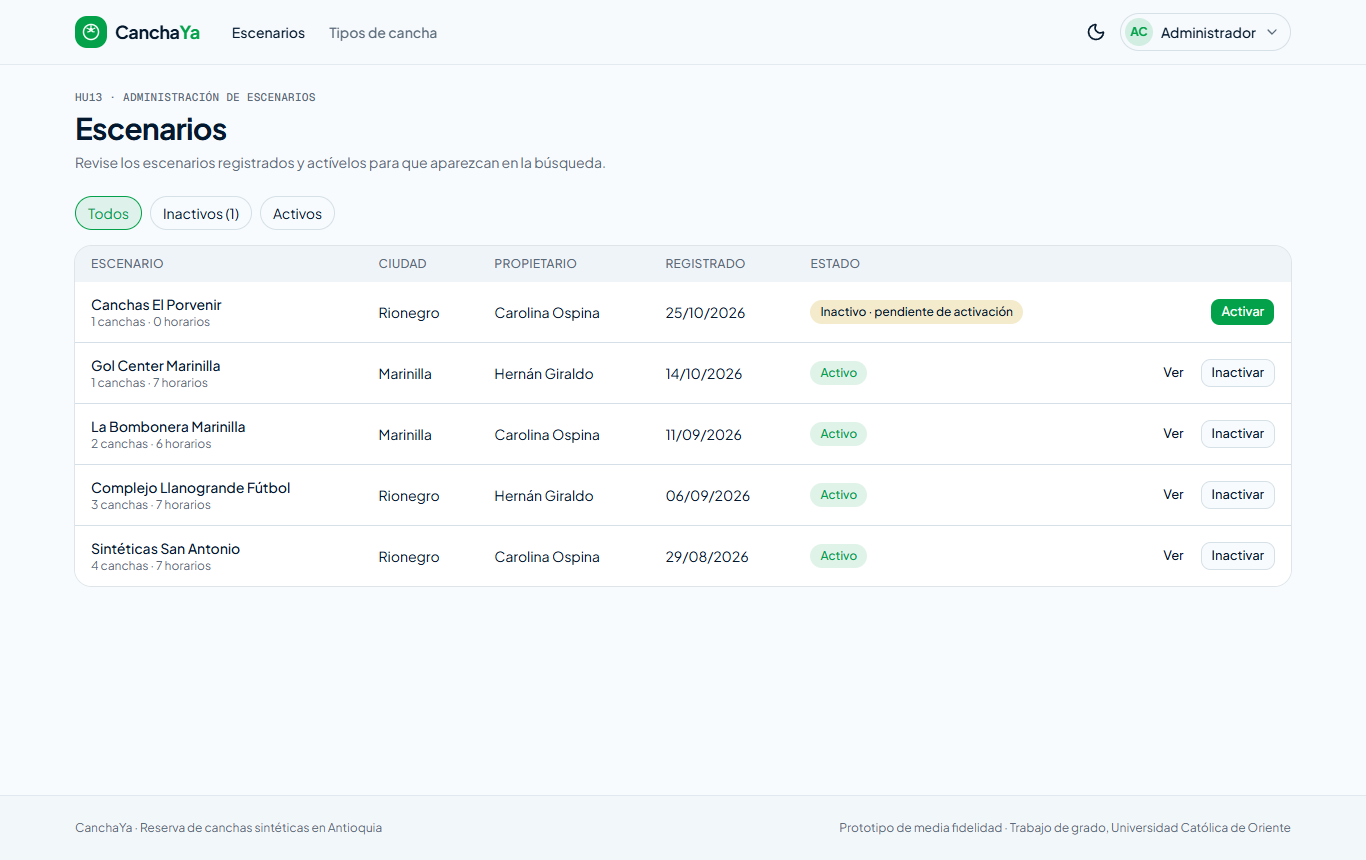 CanchaYa Escenarios Tipos de cancha AC Administrador
HU13 · ADMINISTRACIÓN DE ESCENARIOS
Escenarios
Revise los escenarios registrados y actívelos para que aparezcan en la búsqueda.
Todos Inactivos (1) Activos
ESCENARIO CIUDAD PROPIETARIO REGISTRADO ESTADO
Canchas El Porvenir
1 canchas · 0 horarios
Rionegro Carolina Ospina 25/10/2026 Inactivo · pendiente de activación Activar
Gol Center Marinilla
1 canchas · 7 horarios
Marinilla Hernán Giraldo 14/10/2026 Activo Ver Inactivar
La Bombonera Marinilla
2 canchas · 6 horarios
Marinilla Carolina Ospina 11/09/2026 Activo Ver Inactivar
Complejo Llanogrande Fútbol
3 canchas · 7 horarios
Rionegro Hernán Giraldo 06/09/2026 Activo Ver Inactivar
Sintéticas San Antonio
4 canchas · 7 horarios
Rionegro Carolina Ospina 29/08/2026 Activo Ver Inactivar
CanchaYa · Reserva de canchas sintéticas en Antioquia Prototipo de media fidelidad · Trabajo de grado, Universidad Católica de Oriente